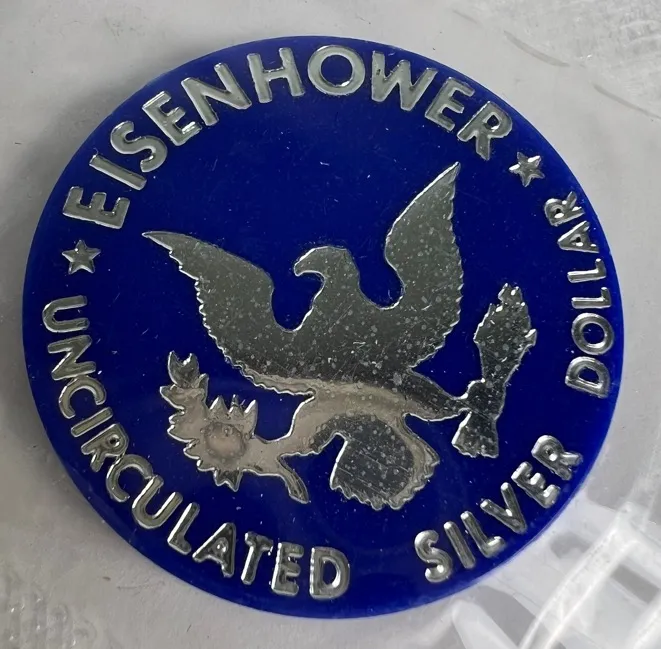 EISENHOWER
UNCIRCULATED SILVER DOLLAR